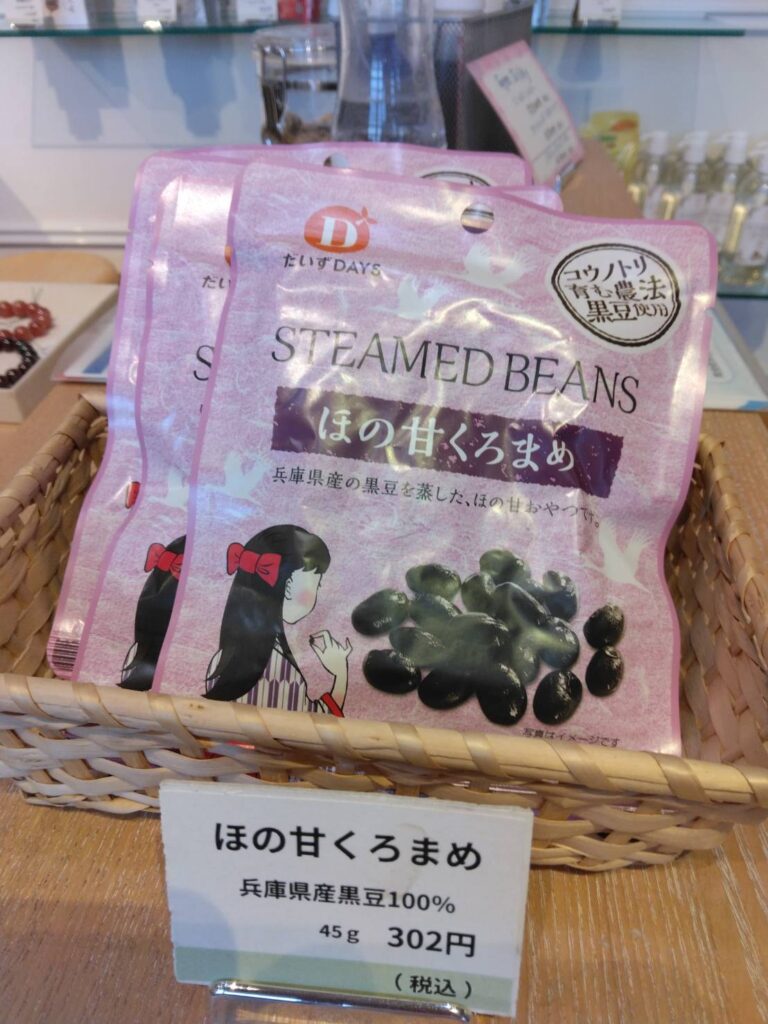 D
だいずDAYS
コウノトリ
育む農法
黒豆使用
STEAMED BEANS
ほの甘くろまめ
兵庫県産の黒豆を蒸した、ほの甘おやつです。
写真はイメージです
だい
S
ほの甘くろまめ
兵庫県産黒豆100%
45g 302円
(税込)